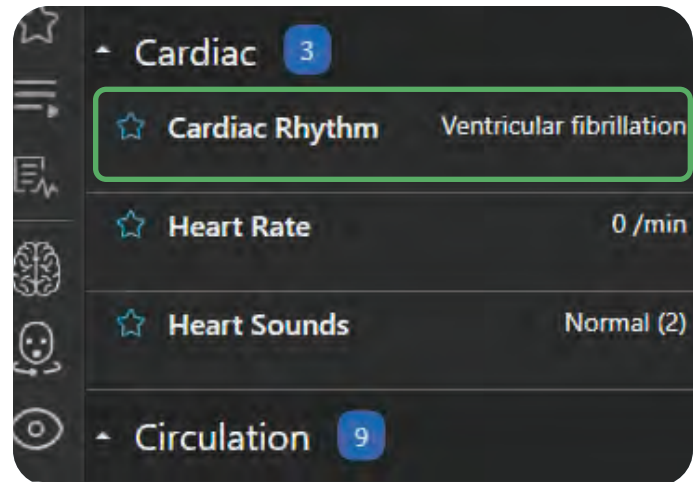 Cardiac 3
Cardiac Rhythm Ventricular fibrillation
Heart Rate 0 /min
Heart Sounds Normal (2)
Circulation 9